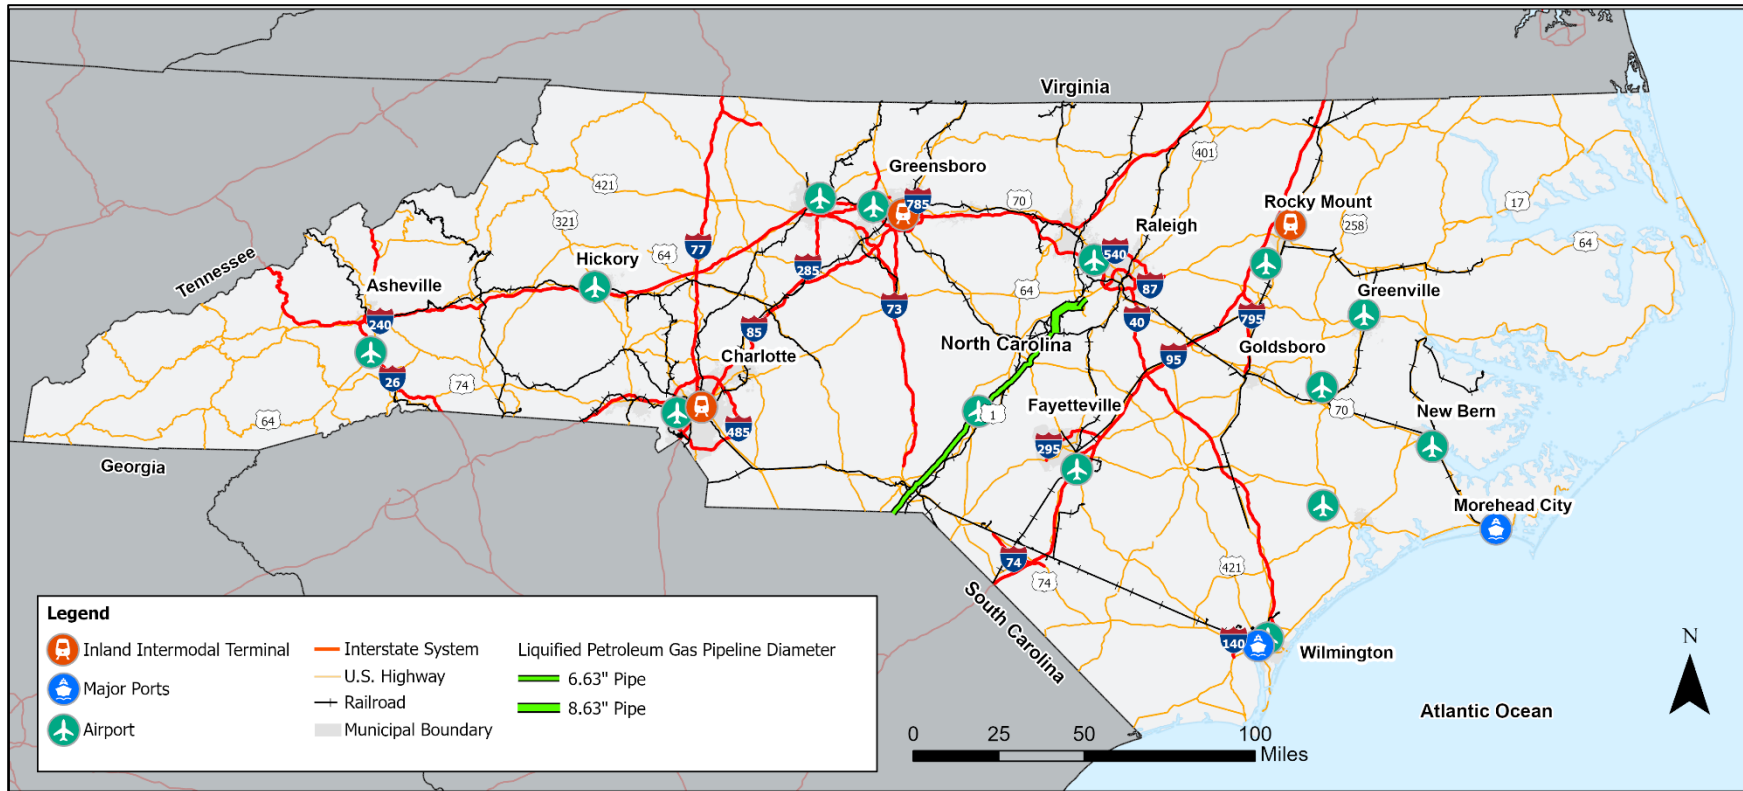 Virginia
Greensboro
421
785
401
70
Rocky Mount
17
321
Raleigh
258
Tennessee
77
64
540
64
Hickory
285
Asheville
64
87
Greenville
73
240
85
North Carolina
40
795
Charlotte
95
Goldsboro
26
74
Fayetteville
70
New Bern
64
485
1
295
Georgia
Morehead City
74
74
421
South Carolina
140
Wilmington
Atlantic Ocean
N
Legend
Inland Intermodal Terminal
Major Ports
Airport
Interstate System
U.S. Highway
Railroad
Municipal Boundary
Liquified Petroleum Gas Pipeline Diameter
6.63" Pipe
8.63" Pipe
0 25 50 100
Miles